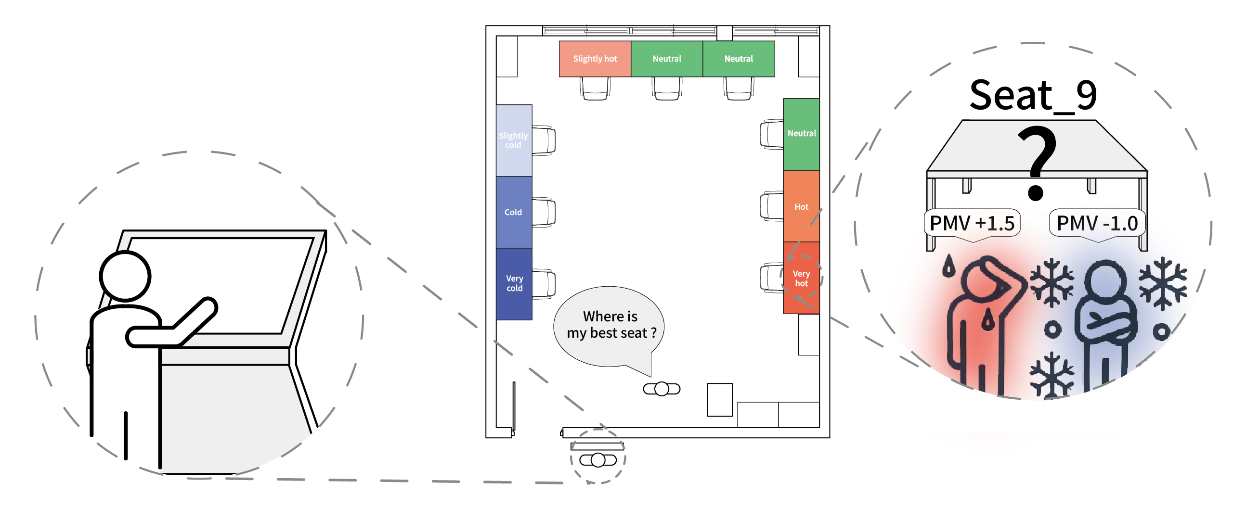 Slightly hot
Neutral
Neutral
Slightly
cold
Cold
Very
cold
Neutral
Hot
Very
hot
Where is
my best seat ?
Seat_9
?
PMV +1.5
PMV -1.0